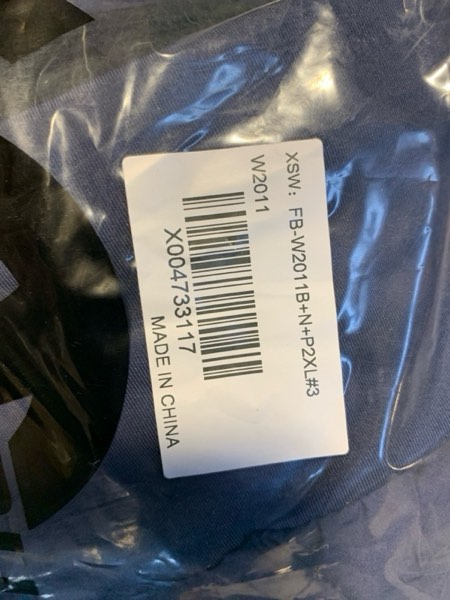 XSW: FB-W2011B+N+P2XL#3
W2011
X004733117
MADE IN CHINA